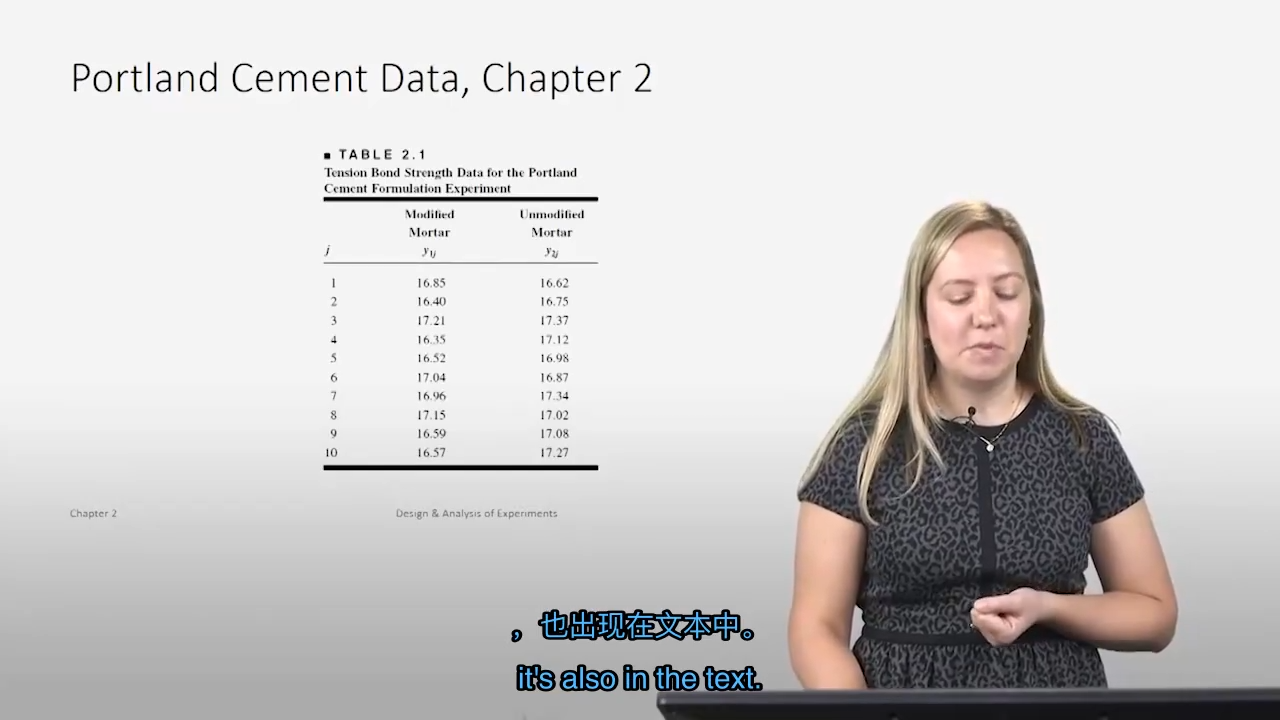 Portland Cement Data, Chapter 2
■ TABLE 2.1
Tension Bond Strength Data for the Portland
Cement Formulation Experiment
Modified Unmodified
Mortar Mortar
j y1j y2j
1 16.85 16.62
2 16.40 16.75
3 17.21 17.37
4 16.35 17.12
5 16.52 16.98
6 17.04 16.87
7 16.96 17.34
8 17.15 17.02
9 16.59 17.08
10 16.57 17.27
Chapter 2 Design & Analysis of Experiments
，也出现在文本中。
it's also in the text.